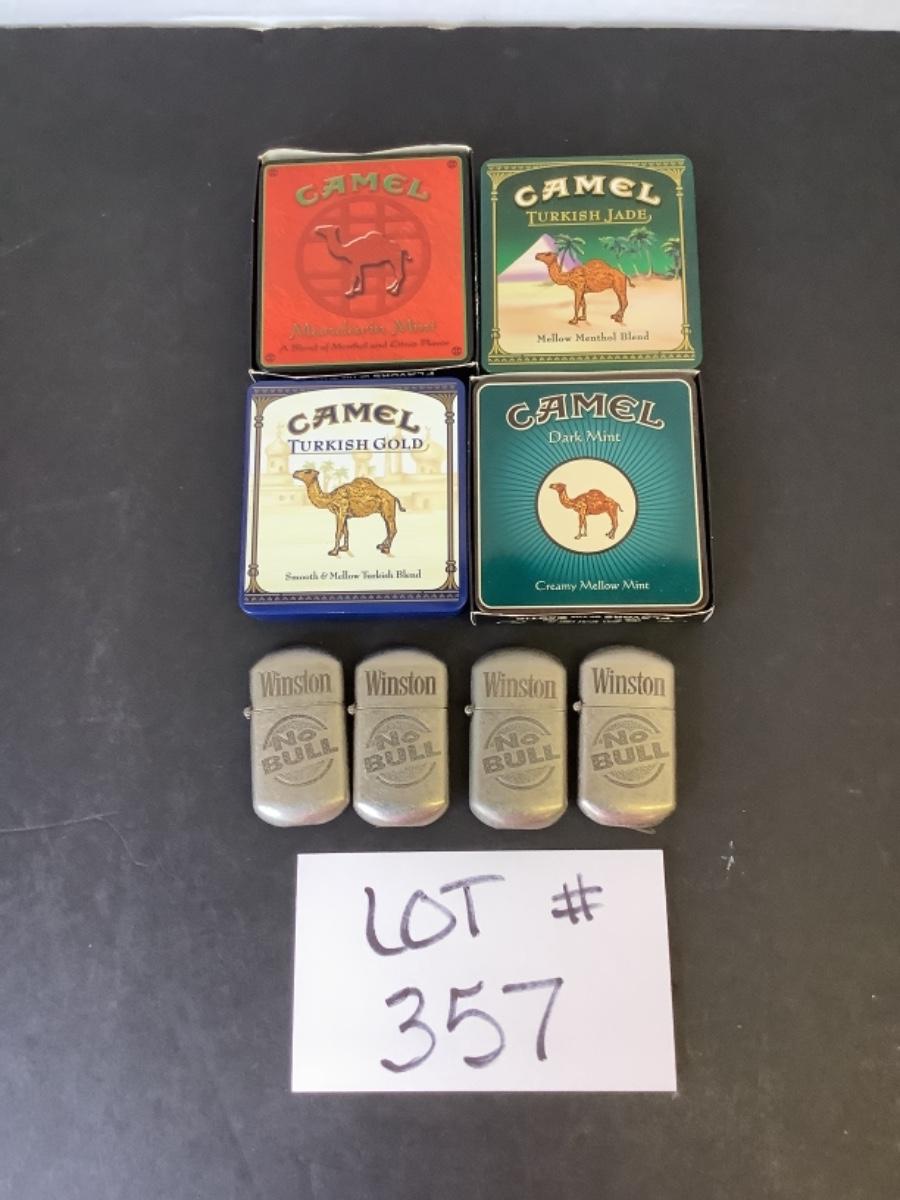 CAMEL
Mandarin Mint
A Blend of Menthol and Citrus Flavor
CAMEL
TURKISH JADE
Mellow Menthol Blend
CAMEL
TURKISH GOLD
Smooth & Mellow Turkish Blend
CAMEL
Dark Mint
Creamy Mellow Mint
Winston
No
BULL
Winston
No
BULL
Winston
No
BULL
Winston
No
BULL
LOT #
357